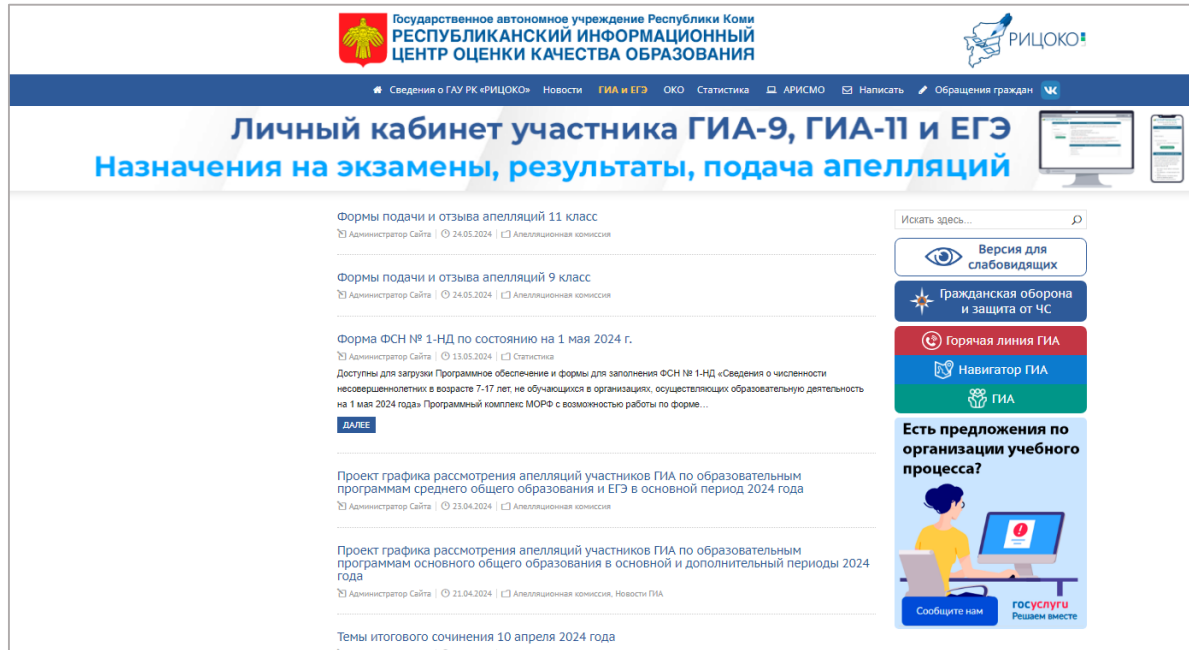 Государственное автономное учреждение Республики Коми
РЕСПУБЛИКАНСКИЙ ИНФОРМАЦИОННЫЙ
ЦЕНТР ОЦЕНКИ КАЧЕСТВА ОБРАЗОВАНИЯ
РИЦОКО
Сведения о ГАУ РК «РИЦОКО» Новости ГИА и ЕГЭ ОКО Статистика АРИСМО Написать Обращения граждан
Личный кабинет участника ГИА-9, ГИА-11 и ЕГЭ
Назначения на экзамены, результаты, подача апелляций
Формы подачи и отзыва апелляций 11 класс
Администратор Сайта | 24.05.2024 | Апелляционная комиссия
Формы подачи и отзыва апелляций 9 класс
Администратор Сайта | 24.05.2024 | Апелляционная комиссия
Форма ФСН № 1-НД по состоянию на 1 мая 2024 г.
Администратор Сайта | 13.05.2024 | Статистика
Доступны для загрузки Программное обеспечение и формы для заполнения ФСН № 1-НД «Сведения о численности
несовершеннолетних в возрасте 7-17 лет, не обучающихся в организациях, осуществляющих образовательную деятельность
на 1 мая 2024 года» Программный комплекс МОРФ с возможностью работы по форме…
ДАЛЕЕ
Проект графика рассмотрения апелляций участников ГИА по образовательным
программам среднего общего образования и ЕГЭ в основной период 2024 года
Администратор Сайта | 23.04.2024 | Апелляционная комиссия
Проект графика рассмотрения апелляций участников ГИА по образовательным
программам основного общего образования в основной и дополнительный периоды 2024
года
Администратор Сайта | 21.04.2024 | Апелляционная комиссия, Новости ГИА
Темы итогового сочинения 10 апреля 2024 года
Искать здесь...
Версия для
слабовидящих
Гражданская оборона
и защита от ЧС
Горячая линия ГИА
Навигатор ГИА
ГИА
Есть предложения по
организации учебного
процесса?
Сообщите нам
госуслуги
Решаем вместе